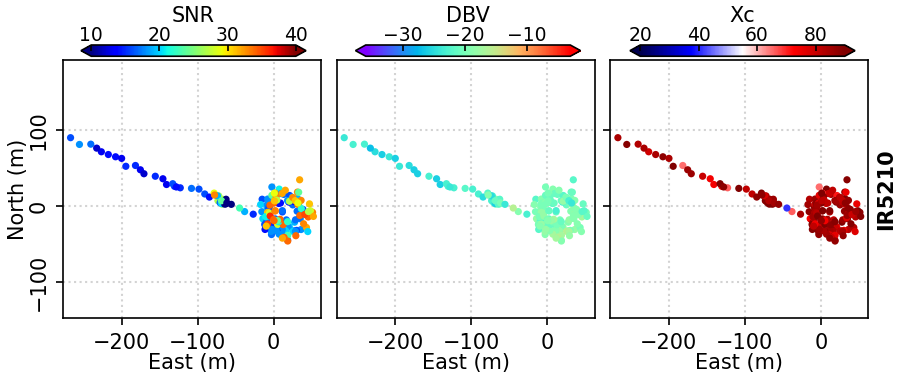 SNR DBV Xc
10 20 30 40 −30 −20 −10 20 40 60 80
North (m)
100
0
−100
IR5210
−200 −100 0 −200 −100 0 −200 −100 0
East (m) East (m) East (m)